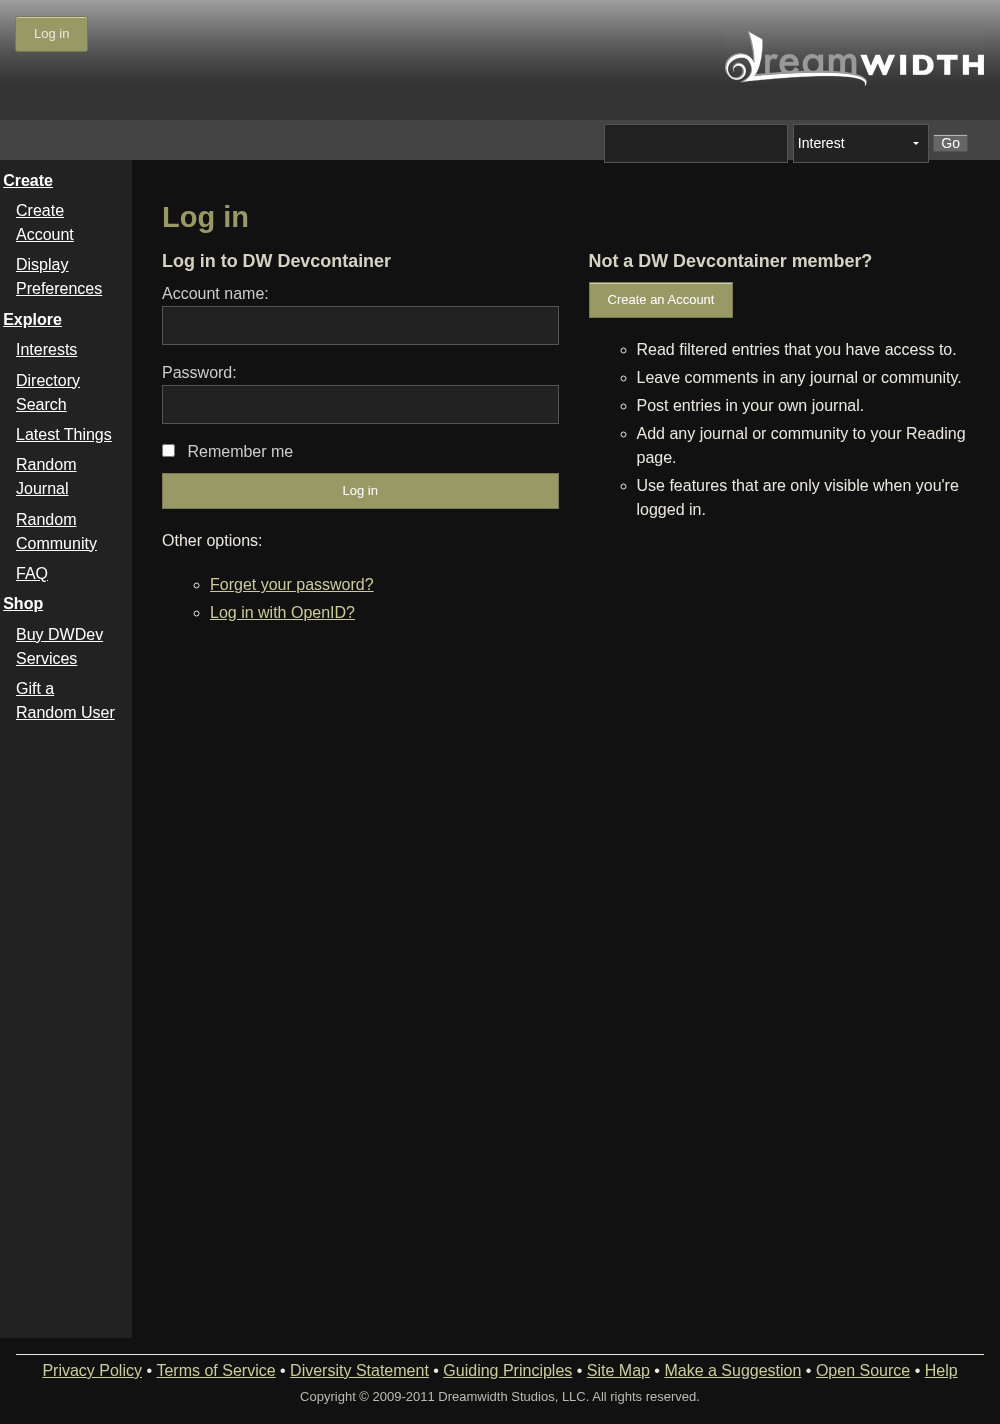 Log in
dreamWIDTH
Interest
Go
Create
Create
Account
Display
Preferences
Explore
Interests
Directory
Search
Latest Things
Random
Journal
Random
Community
FAQ
Shop
Buy DWDev
Services
Gift a
Random User
Log in
Log in to DW Devcontainer
Account name:
Password:
Remember me
Log in
Other options:
Forget your password?
Log in with OpenID?
Not a DW Devcontainer member?
Create an Account
Read filtered entries that you have access to.
Leave comments in any journal or community.
Post entries in your own journal.
Add any journal or community to your Reading
page.
Use features that are only visible when you're
logged in.
Privacy Policy • Terms of Service • Diversity Statement • Guiding Principles • Site Map • Make a Suggestion • Open Source • Help
Copyright © 2009-2011 Dreamwidth Studios, LLC. All rights reserved.